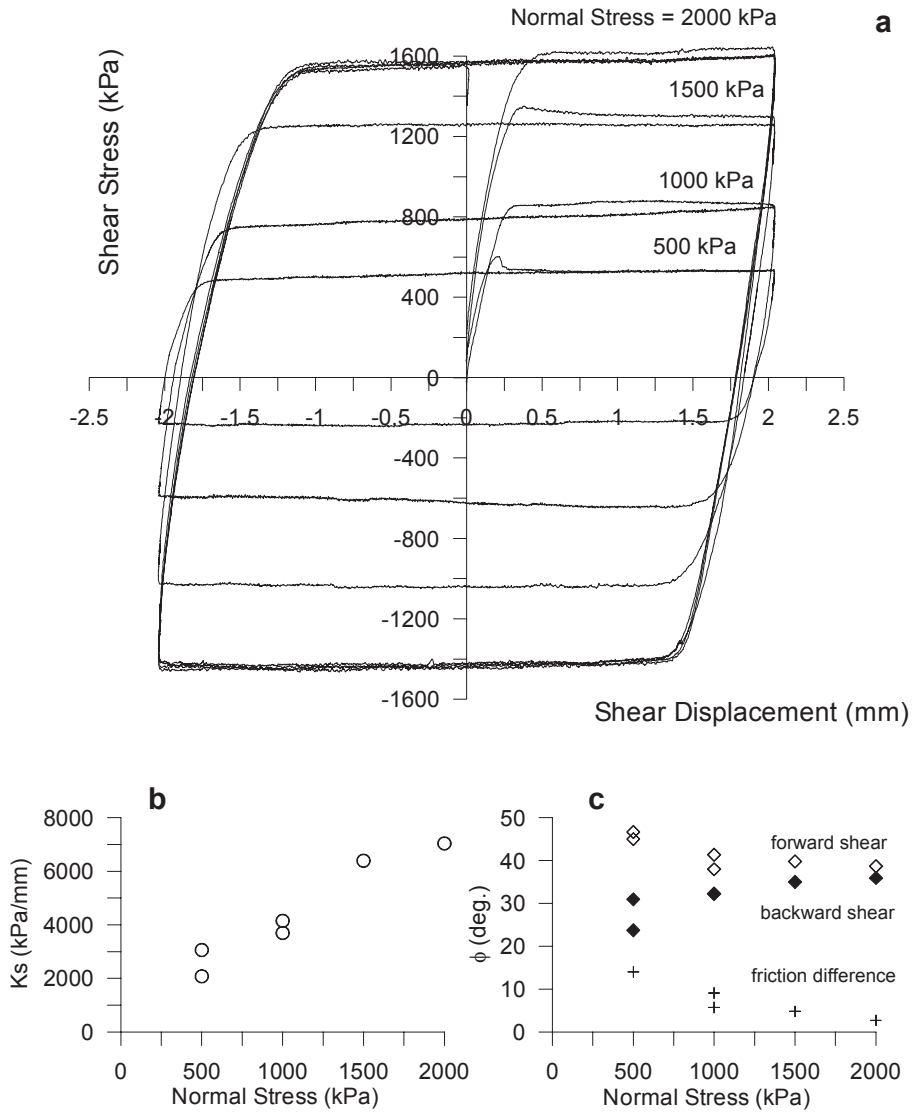 Normal Stress = 2000 kPa
a
Shear Stress (kPa)
1600
1500 kPa
1200
1000 kPa
800
500 kPa
400
0
-2.5 -2 -1.5 -1 -0.5 0 0.5 1 1.5 2 2.5
-400
-800
-1200
-1600
Shear Displacement (mm)
b
Ks (kPa/mm)
8000
6000
4000
2000
0
0 500 1000 1500 2000
Normal Stress (kPa)
c
ϕ (deg.)
50
40
30
20
10
0
forward shear
backward shear
friction difference
0 500 1000 1500 2000
Normal Stress (kPa)